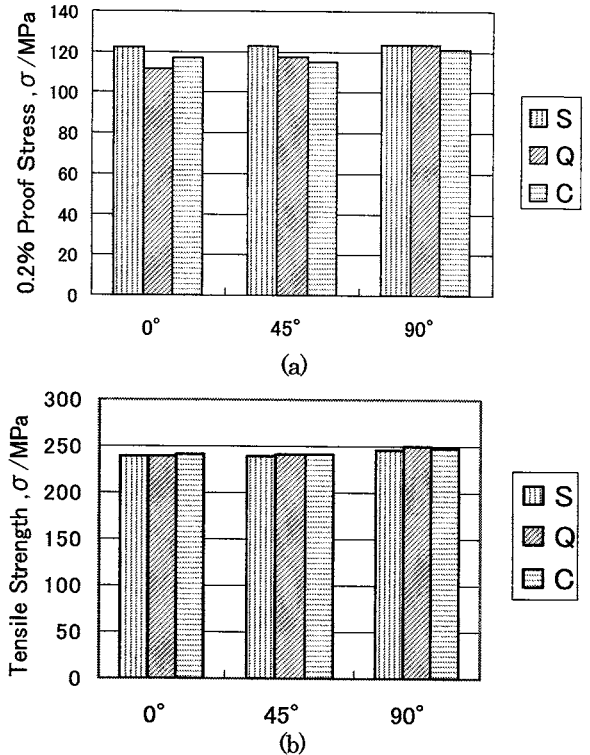 0.2% Proof Stress , σ /MPa
140
120
100
80
60
40
20
0
0°
45°
90°
S
Q
C
(a)
Tensile Strength , σ /MPa
300
250
200
150
100
50
0
0°
45°
90°
S
Q
C
(b)